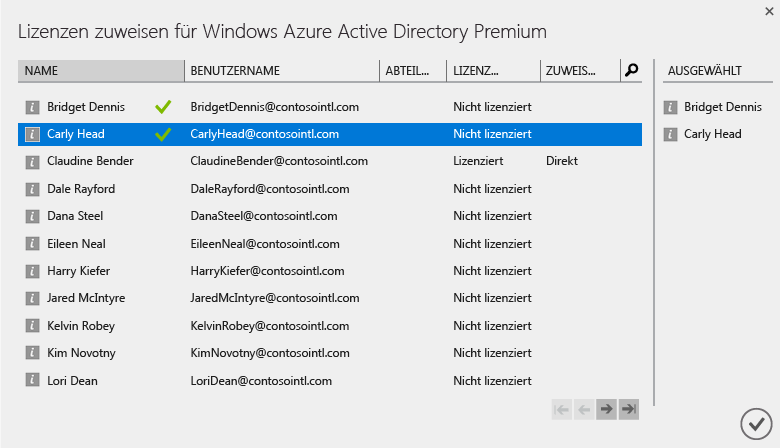 Lizenzen zuweisen für Windows Azure Active Directory Premium
NAME BENUTZERNAME ABTEIL... LIZENZ... ZUWEIS... AUSGEWÄHLT
Bridget Dennis BridgetDennis@contosointl.com Nicht lizenziert Bridget Dennis
Carly Head CarlyHead@contosointl.com Nicht lizenziert Carly Head
Claudine Bender ClaudineBender@contosointl.com Lizenziert Direkt
Dale Rayford DaleRayford@contosointl.com Nicht lizenziert
Dana Steel DanaSteel@contosointl.com Nicht lizenziert
Eileen Neal EileenNeal@contosointl.com Nicht lizenziert
Harry Kiefer HarryKiefer@contosointl.com Nicht lizenziert
Jared McIntyre JaredMcIntyre@contosointl.com Nicht lizenziert
Kelvin Robey KelvinRobey@contosointl.com Nicht lizenziert
Kim Novotny KimNovotny@contosointl.com Nicht lizenziert
Lori Dean LoriDean@contosointl.com Nicht lizenziert